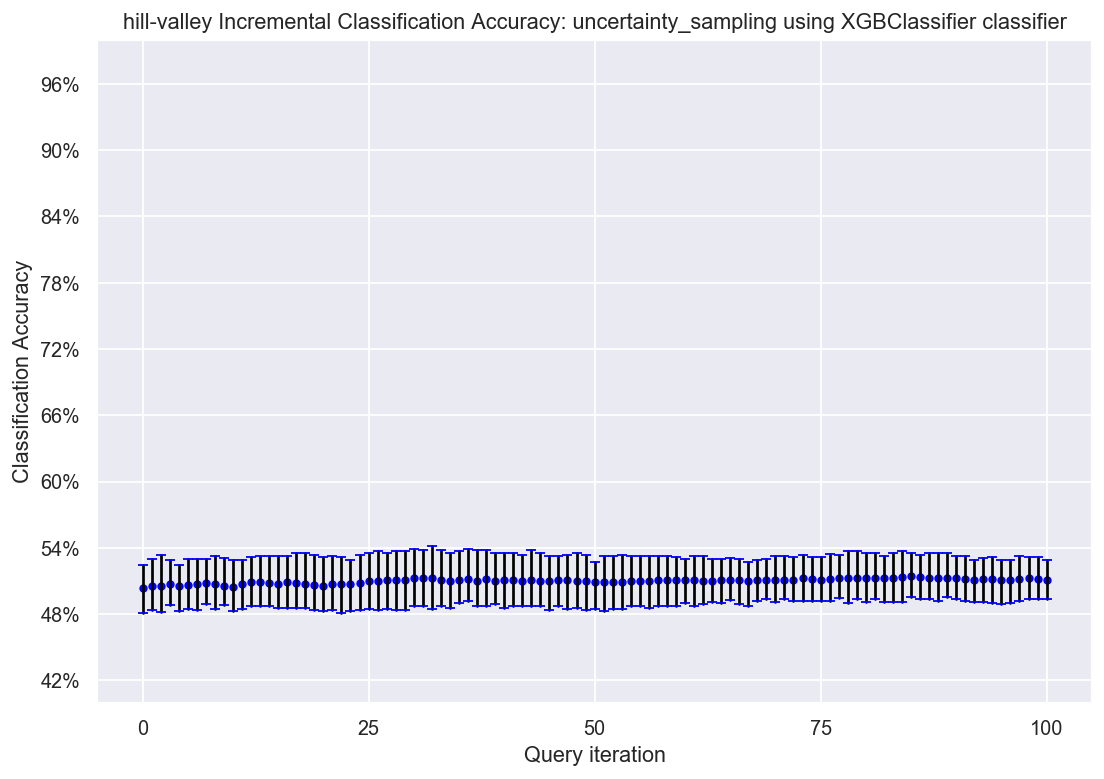 hill-valley Incremental Classification Accuracy: uncertainty_sampling using XGBClassifier classifier
96%
90%
84%
78%
72%
66%
60%
54%
48%
42%
Classification Accuracy
0 25 50 75 100
Query iteration